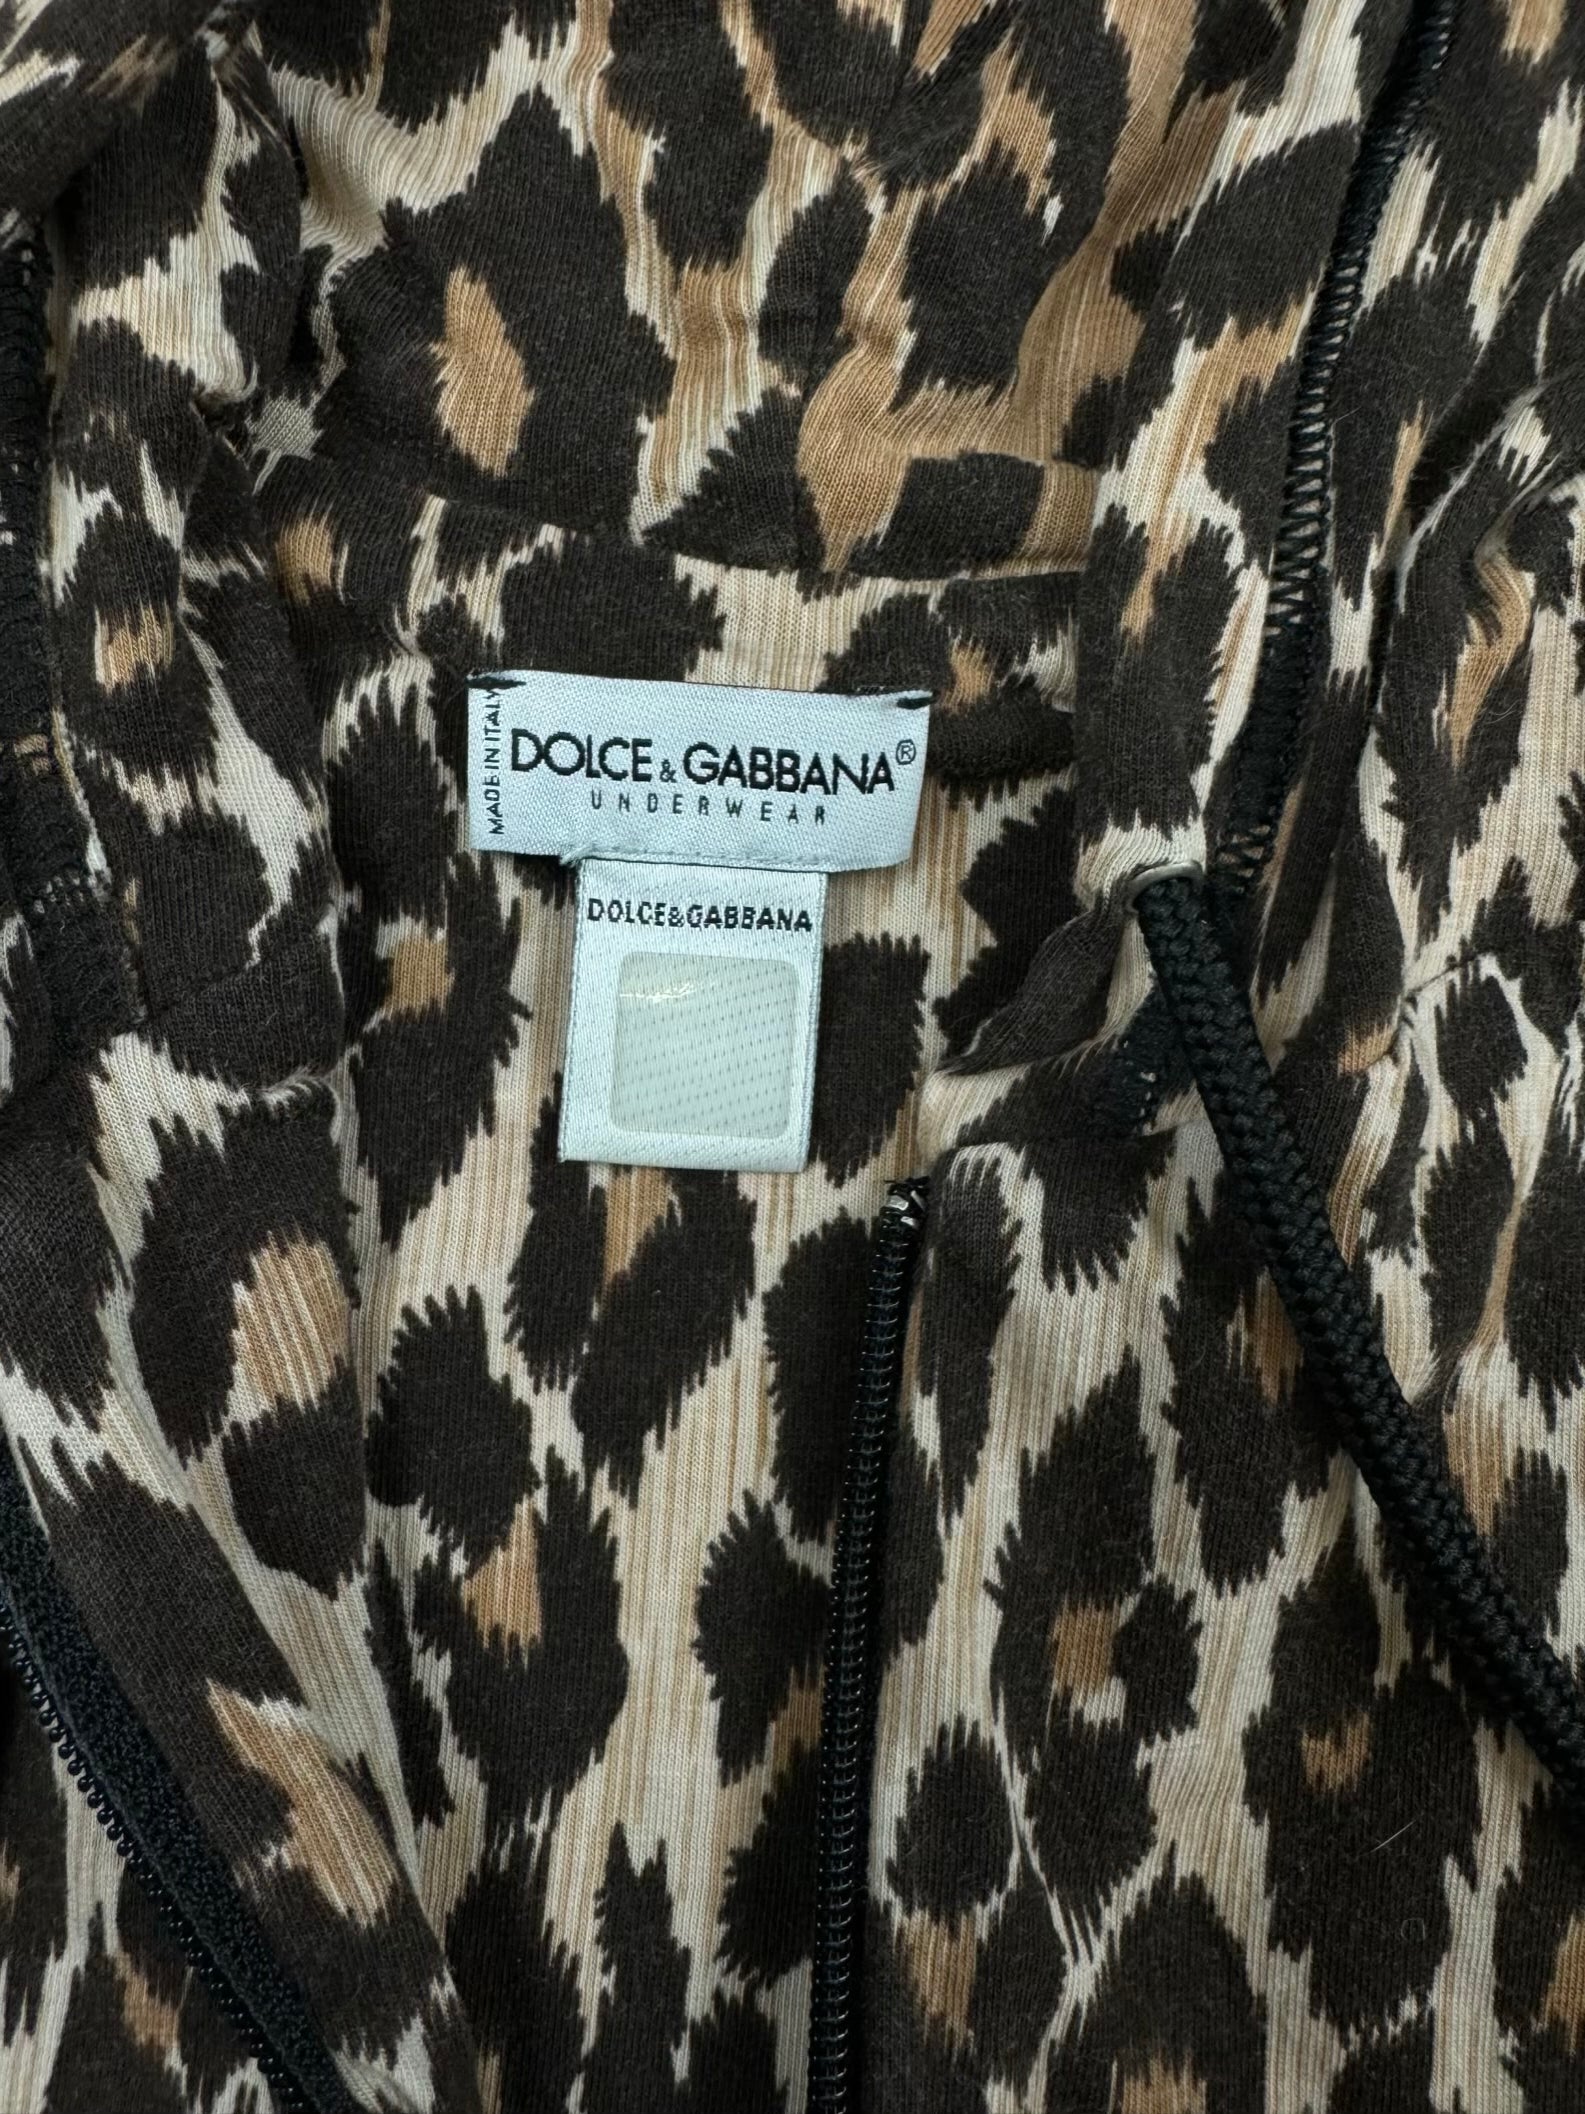 MADE IN ITALY
DOLCE & GABBANA®
UNDERWEAR
DOLCE&GABBANA